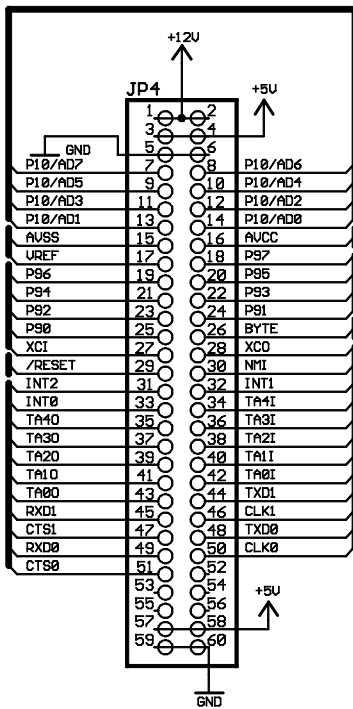 +12V
JP4
+5V
1 2
3 4
GND 5 6
P10/AD7 7 8 P10/AD6
P10/AD5 9 10 P10/AD4
P10/AD3 11 12 P10/AD2
P10/AD1 13 14 P10/AD0
AVSS 15 16 AVCC
VREF 17 18 P97
P96 19 20 P95
P94 21 22 P93
P92 23 24 P91
P90 25 26 BYTE
XCI 27 28 XCO
/RESET 29 30 NMI
INT2 31 32 INT1
INT0 33 34 TA4I
TA4O 35 36 TA3I
TA3O 37 38 TA2I
TA2O 39 40 TA1I
TA1O 41 42 TA0I
TA0O 43 44 TXD1
RXD1 45 46 CLK1
CTS1 47 48 TXD0
RXD0 49 50 CLK0
CTS0 51 52
53 54
55 56
+5V
57 58
59 60
GND